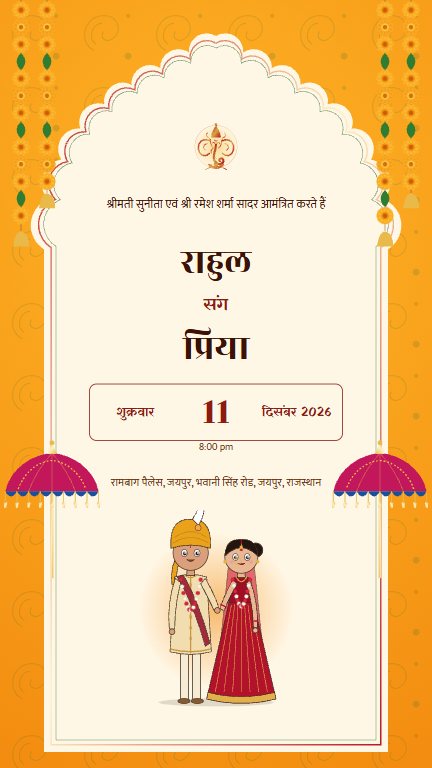 श्रीमती सुनीता एवं श्री रमेश शर्मा सादर आमंत्रित करते हैं
राहुल
संग
प्रिया
शुक्रवार 11 दिसंबर 2026
8:00 pm
रामबाग पैलेस, जयपुर, भवानी सिंह रोड, जयपुर, राजस्थान